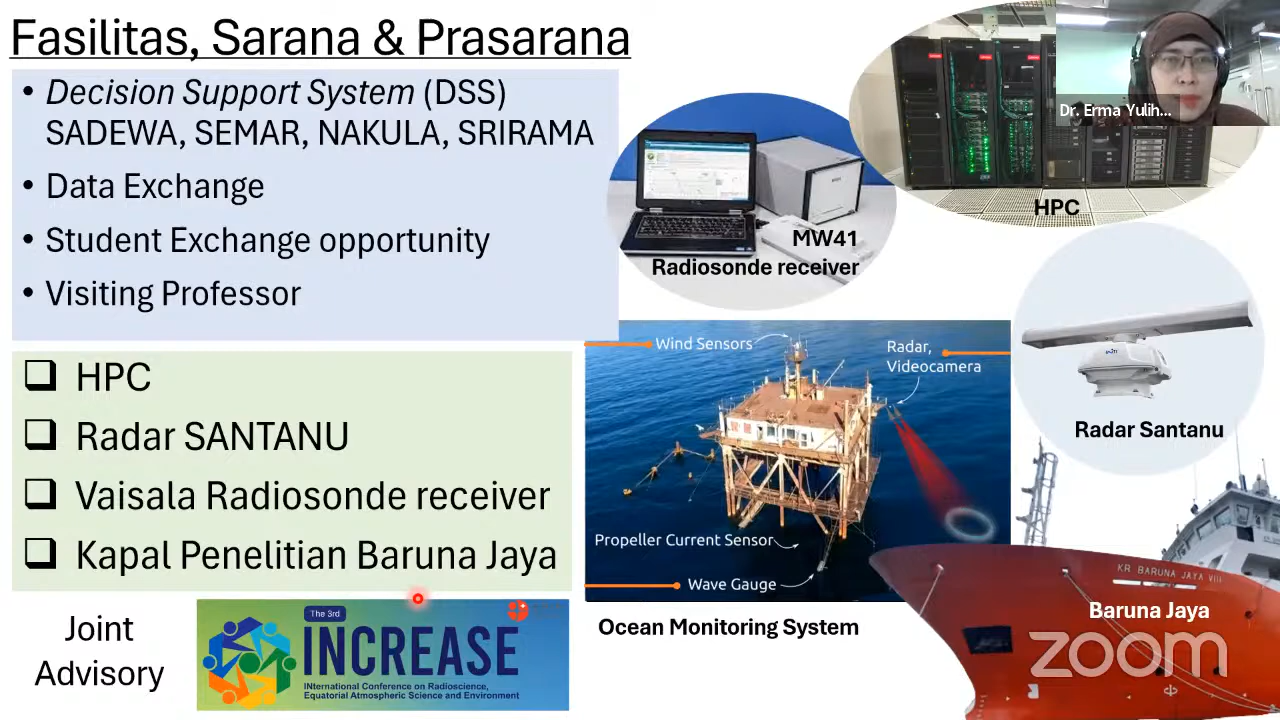 Fasilitas, Sarana & Prasarana
• Decision Support System (DSS)
SADEWA, SEMAR, NAKULA, SRIRAMA
• Data Exchange
• Student Exchange opportunity
• Visiting Professor
❑ HPC
❑ Radar SANTANU
❑ Vaisala Radiosonde receiver
❑ Kapal Penelitian Baruna Jaya
Joint
Advisory
The 3rd
INCREASE
INternational Conference on Radioscience,
Equatorial Atmospheric Science and Environment
MW41
Radiosonde receiver
HPC
Dr. Erma Yulih...
Wind Sensors
Radar,
Videocamera
Propeller Current Sensor
Wave Gauge
Ocean Monitoring System
Radar Santanu
KR BARUNA JAYA VIII
Baruna Jaya
zoom